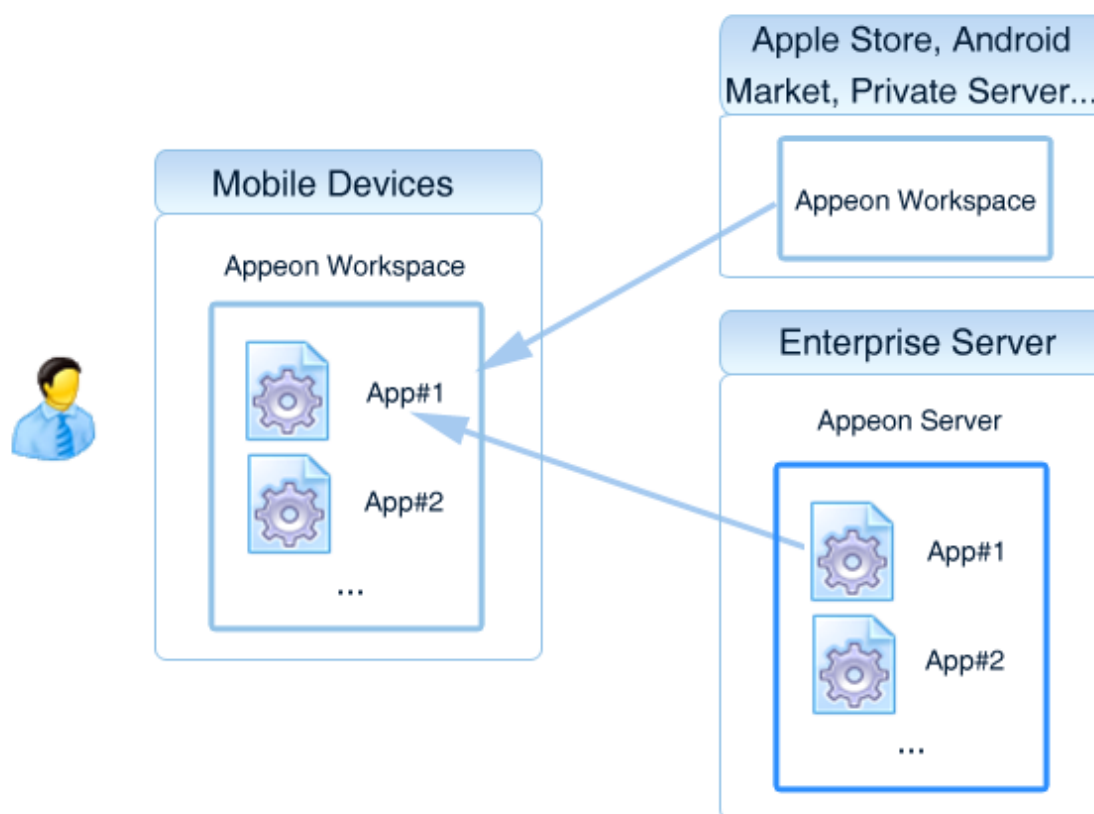 Mobile Devices
Appeon Workspace
App#1
App#2
...
Apple Store, Android
Market, Private Server...
Appeon Workspace
Enterprise Server
Appeon Server
App#1
App#2
...